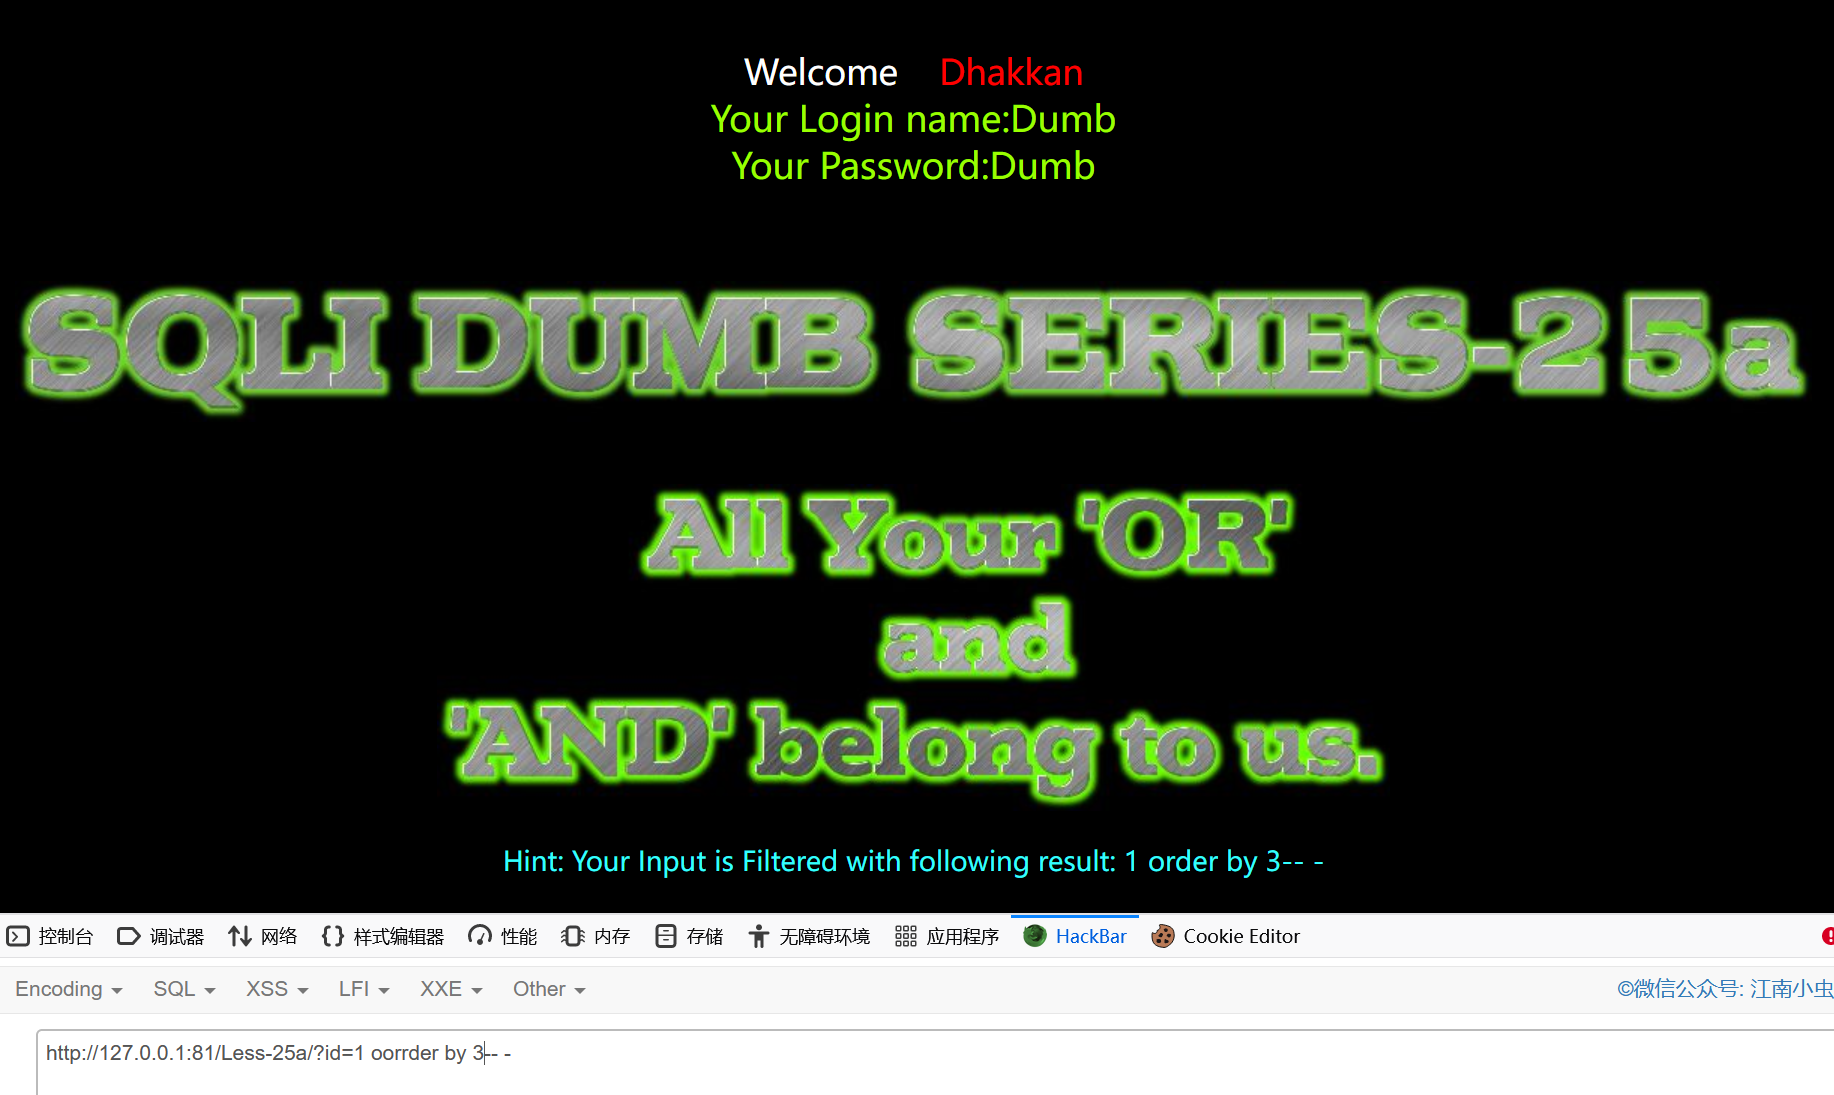 Welcome Dhakkan
Your Login name:Dumb
Your Password:Dumb
SQLI DUMB SERIES-25a
All Your 'OR'
and
'AND' belong to us.
Hint: Your Input is Filtered with following result: 1 order by 3-- -
控制台 调试器 网络 样式编辑器 性能 内存 存储 无障碍环境 应用程序 HackBar Cookie Editor
Encoding SQL XSS LFI XXE Other ©微信公众号: 江南小虫
http://127.0.0.1:81/Less-25a/?id=1 oorrder by 3-- -